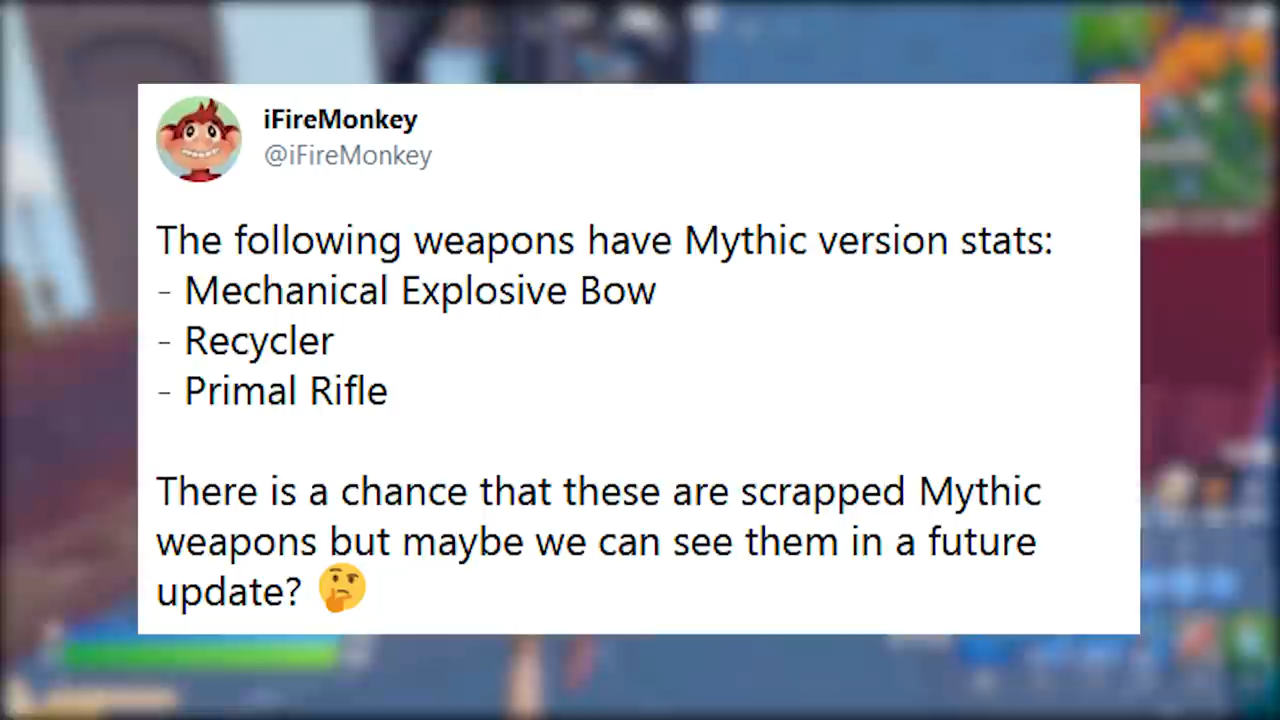 iFireMonkey
@iFireMonkey
The following weapons have Mythic version stats:
- Mechanical Explosive Bow
- Recycler
- Primal Rifle
There is a chance that these are scrapped Mythic
weapons but maybe we can see them in a future
update? 🤔